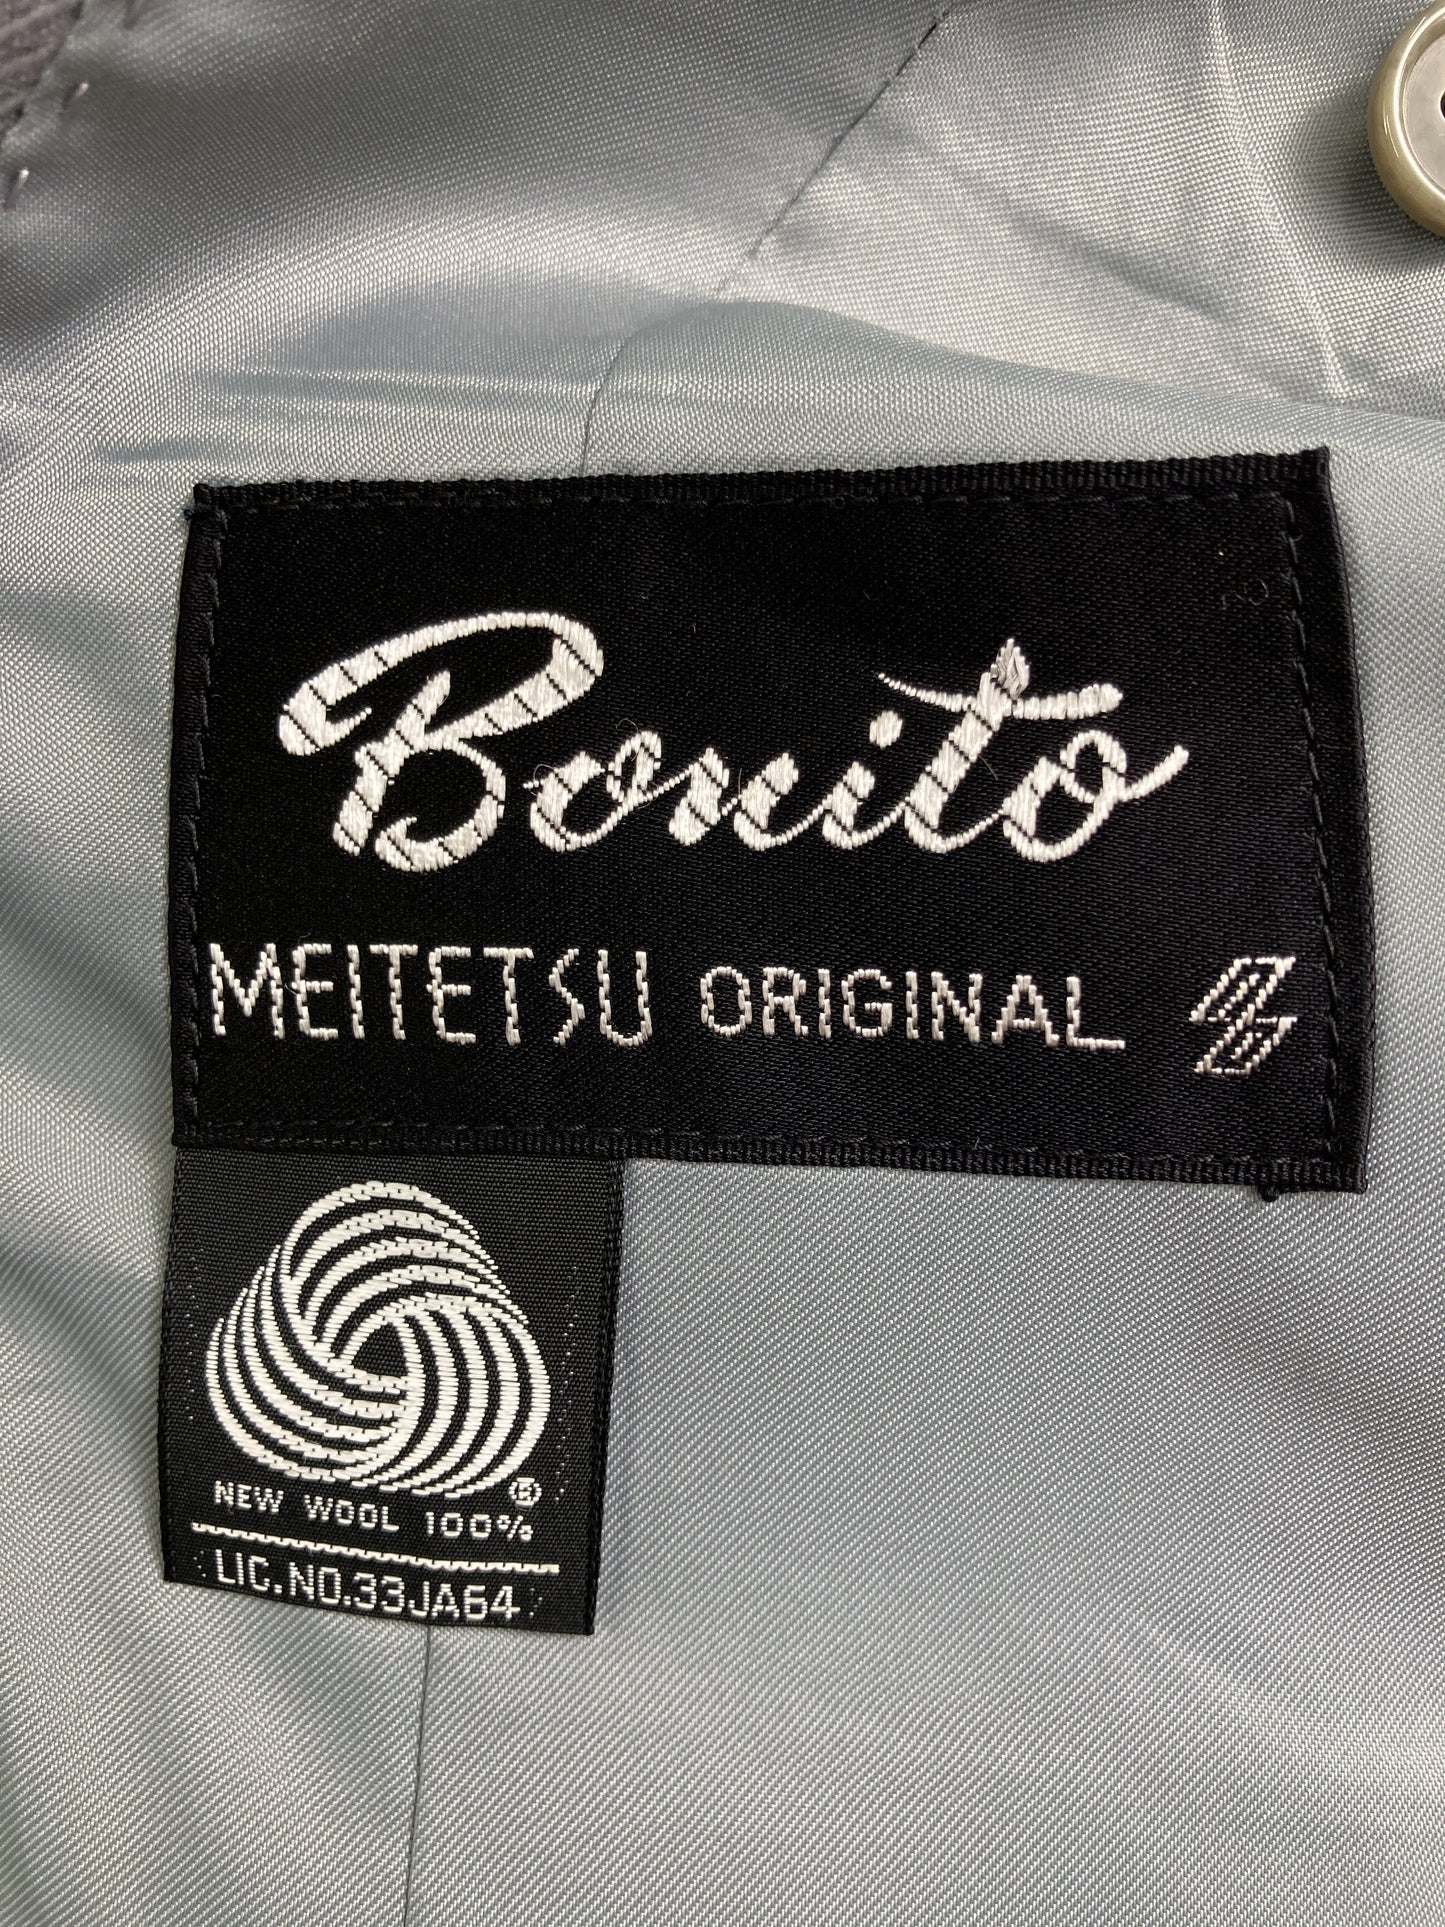 Bonito
MEITETSU ORIGINAL
®
NEW WOOL 100%
LIC.NO.33JA64